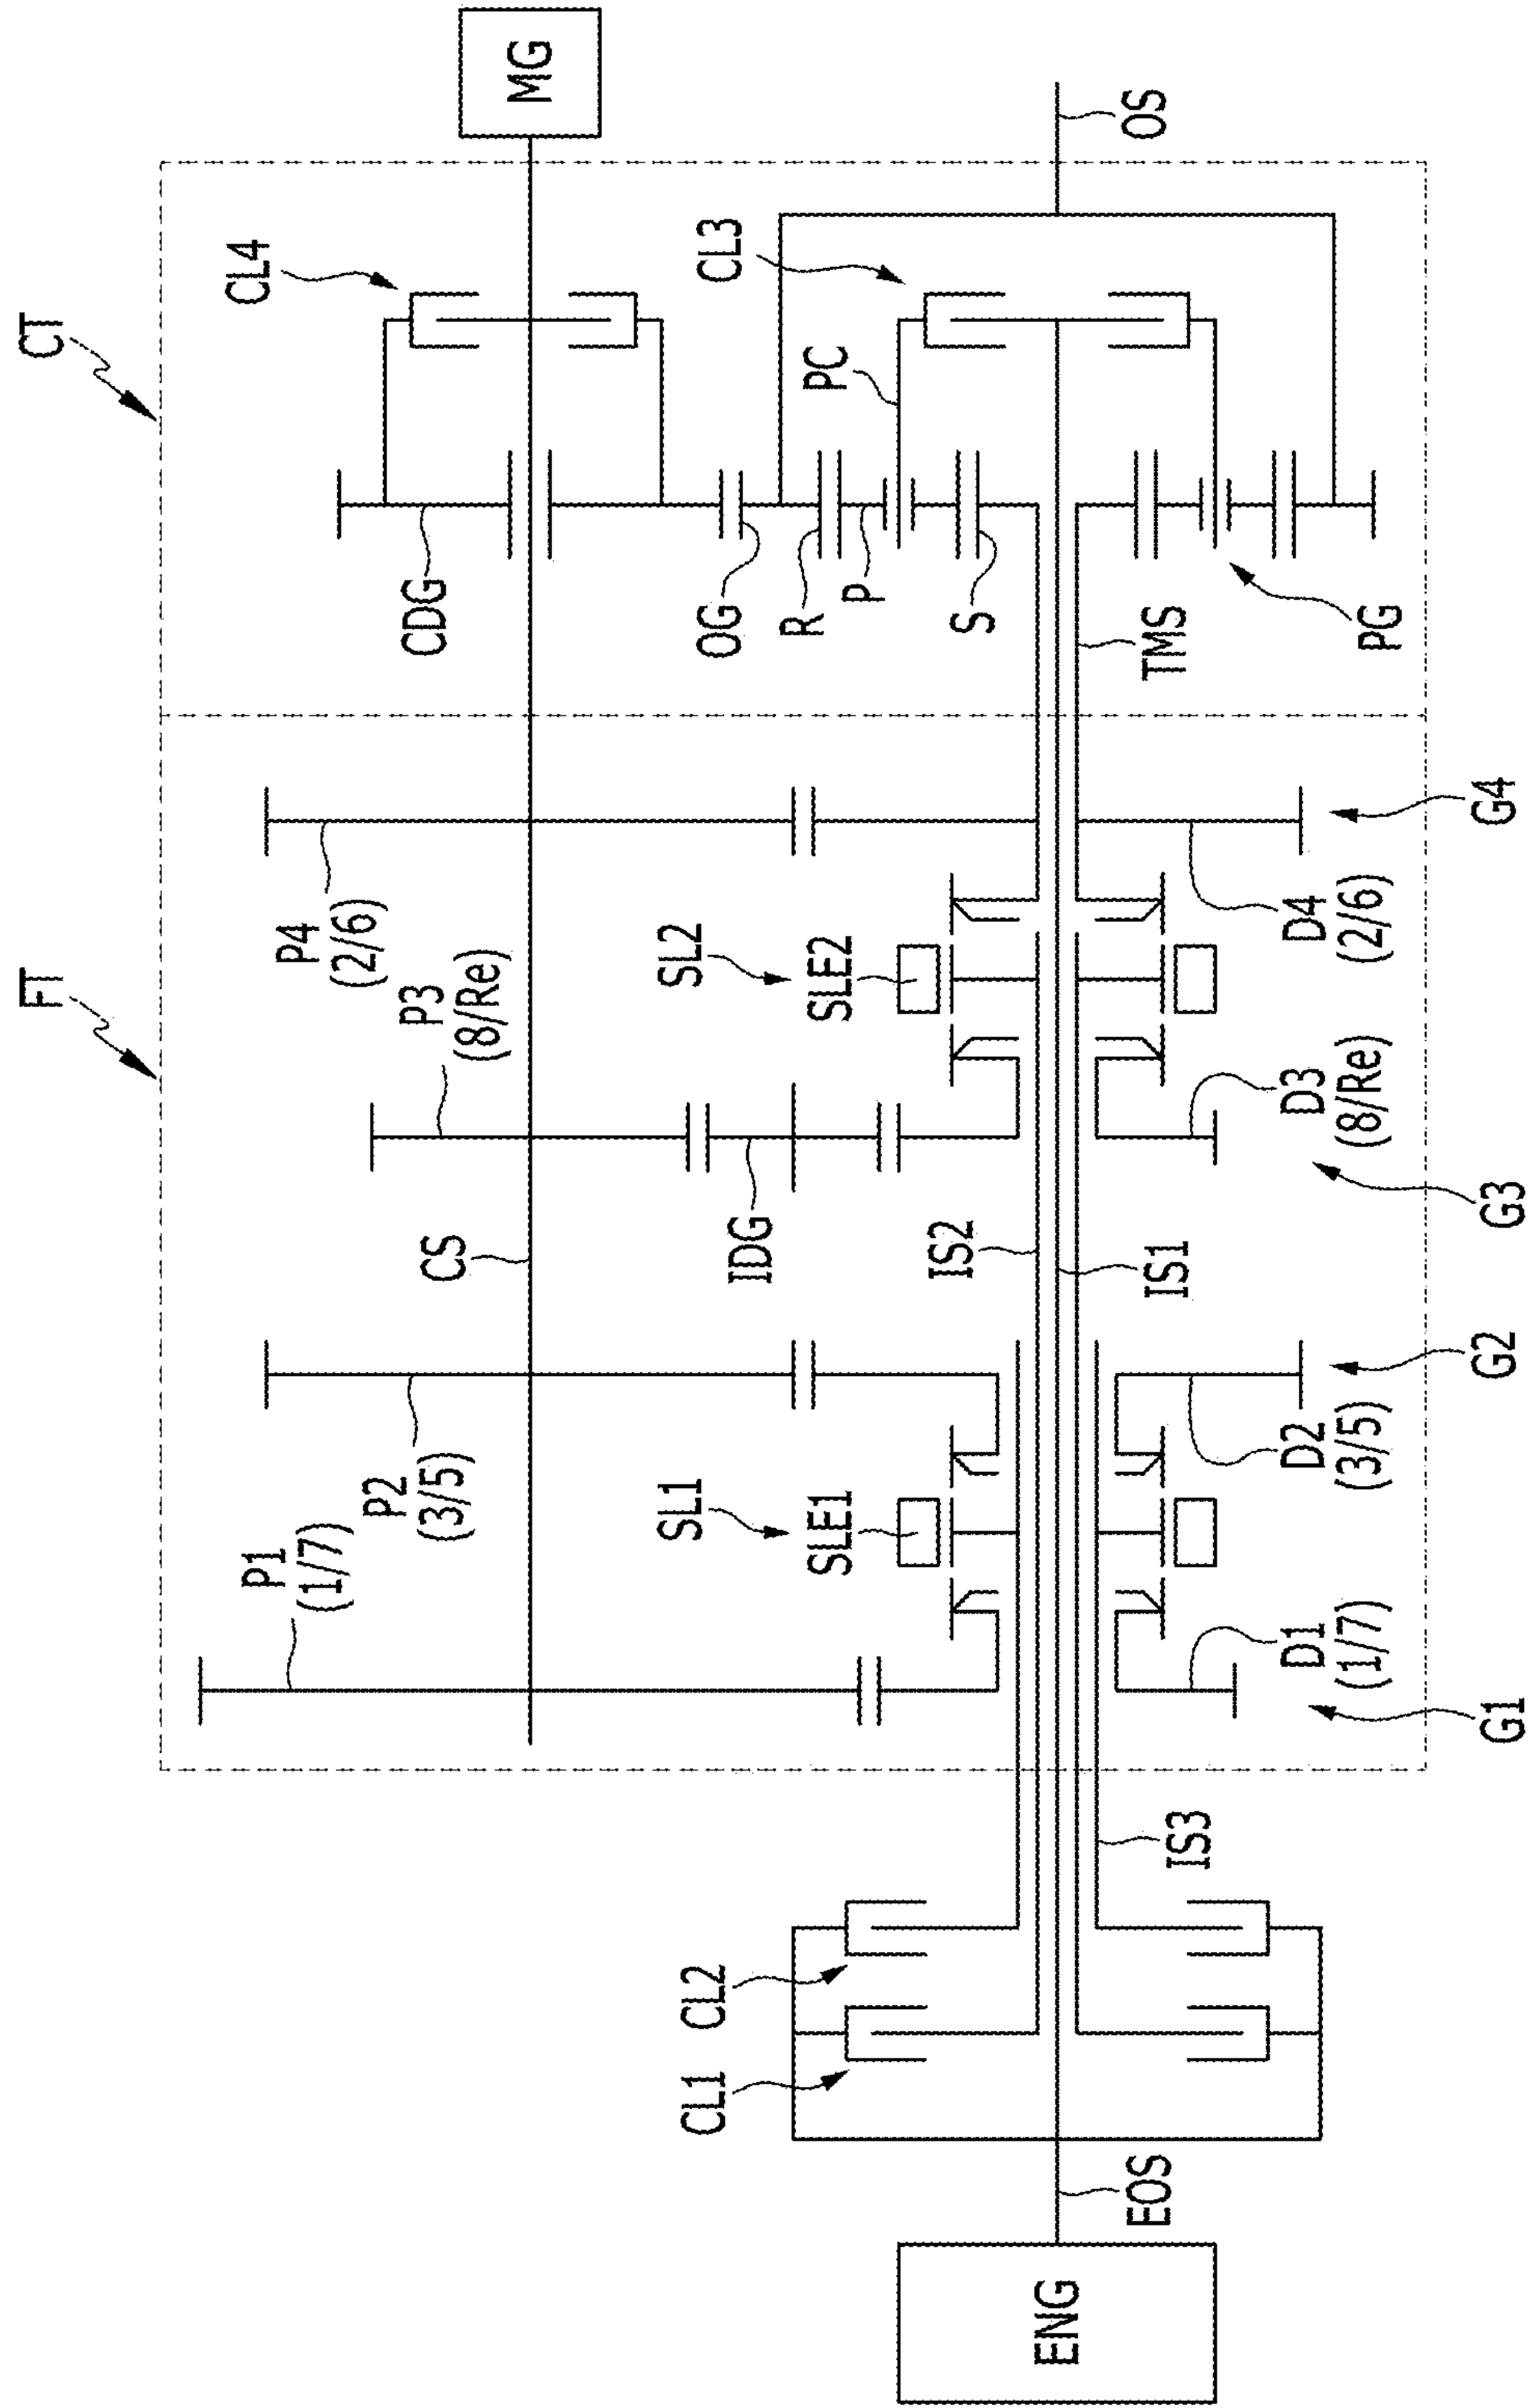 FT
CT
P1
(1/7)
P2
(3/5)
P3
(8/Re)
P4
(2/6)
CL4
CDG
MG
CS
SL1
SLE1
IDG
SL2
SLE2
OG
R
P
S
PC
CL3
CL1
CL2
ENG
EOS
IS3
IS2
IS1
TMS
OS
D1
(1/7)
D2
(3/5)
D3
(8/Re)
D4
(2/6)
PG
G1
G2
G3
G4